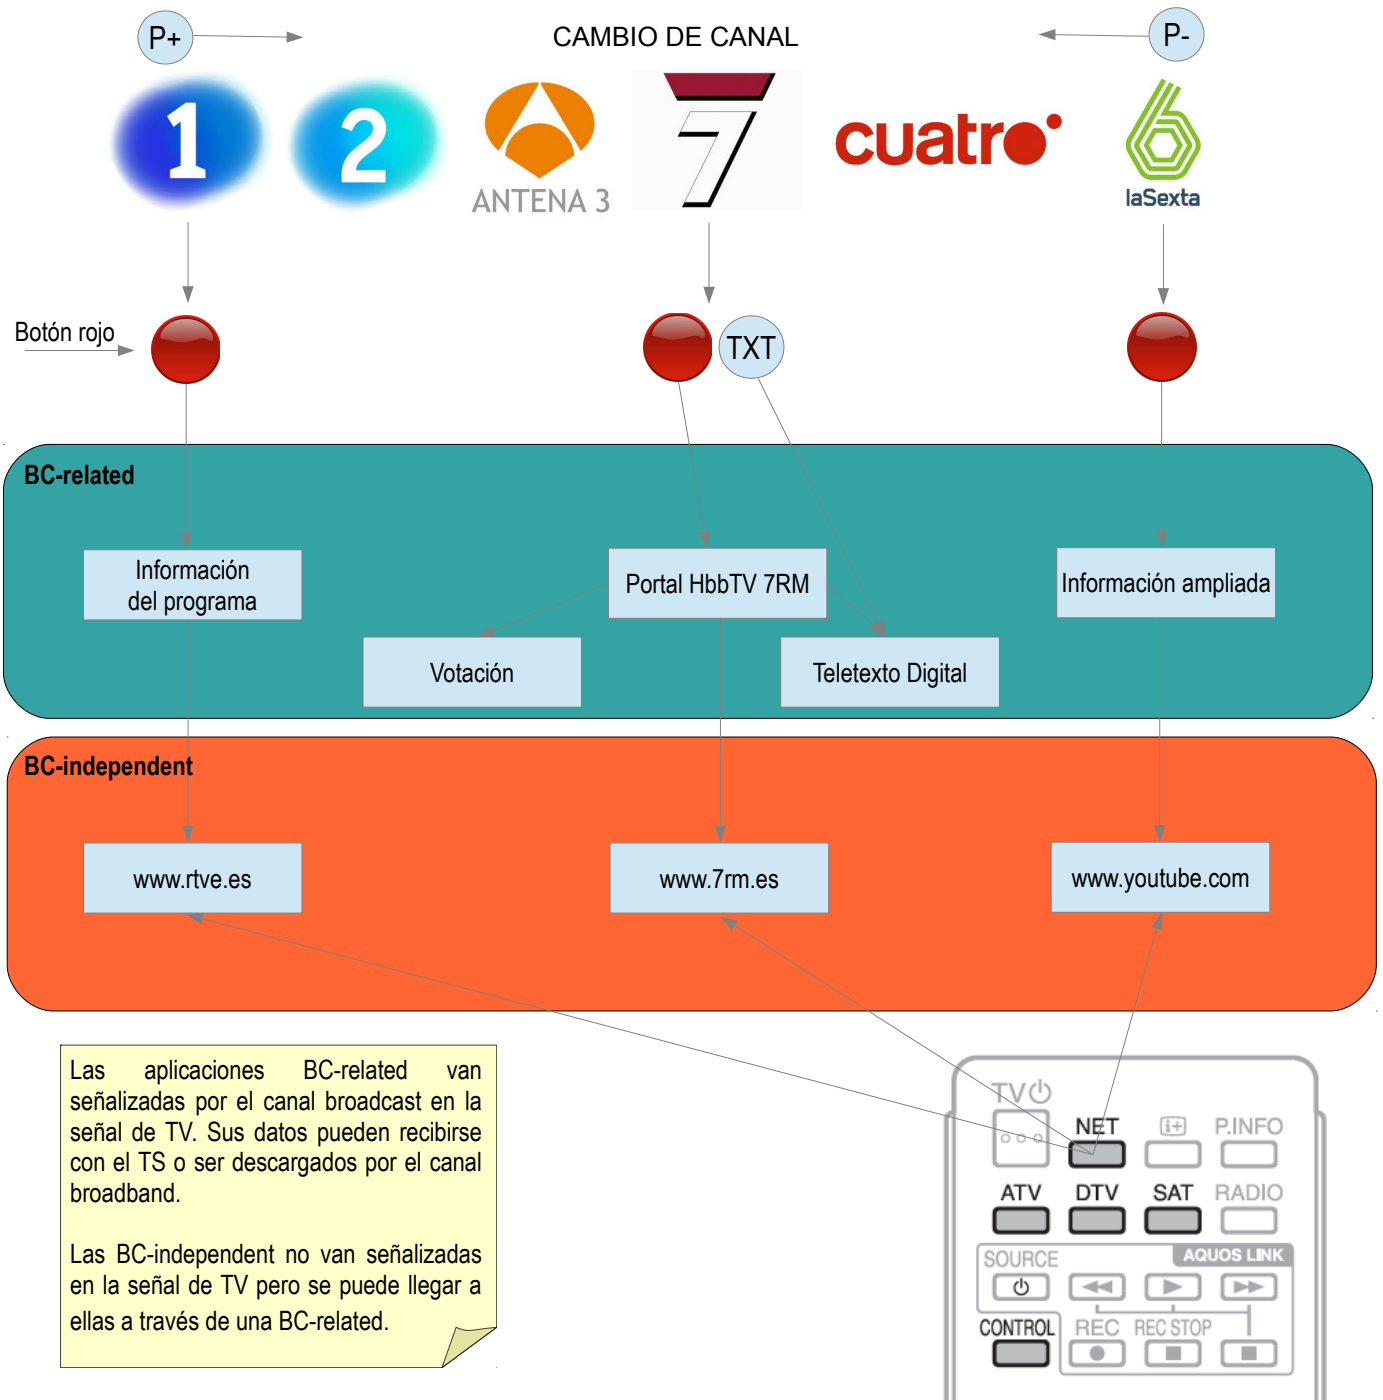 P+
CAMBIO DE CANAL
P-
1
2
ANTENA 3
7
cuatro
6
laSexta
Botón rojo
TXT
BC-related
Información
del programa
Portal HbbTV 7RM
Información ampliada
Votación
Teletexto Digital
BC-independent
www.rtve.es
www.7rm.es
www.youtube.com
Las aplicaciones BC-related van
señalizadas por el canal broadcast en la
señal de TV. Sus datos pueden recibirse
con el TS o ser descargados por el canal
broadband.
Las BC-independent no van señalizadas
en la señal de TV pero se puede llegar a
ellas a través de una BC-related.
TV
NET
i+
P.INFO
ATV
DTV
SAT
RADIO
SOURCE
AQUOS LINK
CONTROL
REC
REC STOP